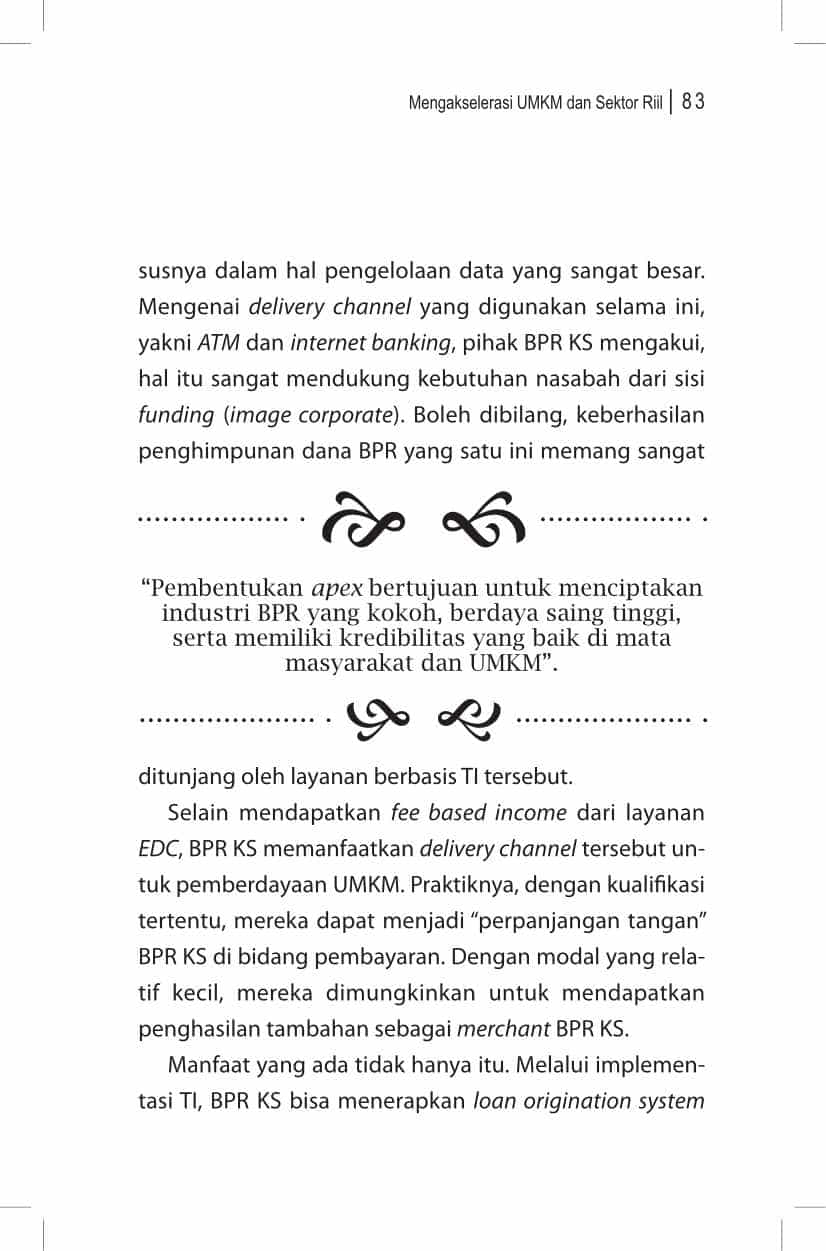 Mengakselerasi UMKM dan Sektor Riil | 83
susnya dalam hal pengelolaan data yang sangat besar.
Mengenai delivery channel yang digunakan selama ini,
yakni ATM dan internet banking, pihak BPR KS mengakui,
hal itu sangat mendukung kebutuhan nasabah dari sisi
funding (image corporate). Boleh dibilang, keberhasilan
penghimpunan dana BPR yang satu ini memang sangat
“Pembentukan apex bertujuan untuk menciptakan
industri BPR yang kokoh, berdaya saing tinggi,
serta memiliki kredibilitas yang baik di mata
masyarakat dan UMKM”.
ditunjang oleh layanan berbasis TI tersebut.
Selain mendapatkan fee based income dari layanan
EDC, BPR KS memanfaatkan delivery channel tersebut un-
tuk pemberdayaan UMKM. Praktiknya, dengan kualifikasi
tertentu, mereka dapat menjadi “perpanjangan tangan”
BPR KS di bidang pembayaran. Dengan modal yang rela-
tif kecil, mereka dimungkinkan untuk mendapatkan
penghasilan tambahan sebagai merchant BPR KS.
Manfaat yang ada tidak hanya itu. Melalui implemen-
tasi TI, BPR KS bisa menerapkan loan origination system